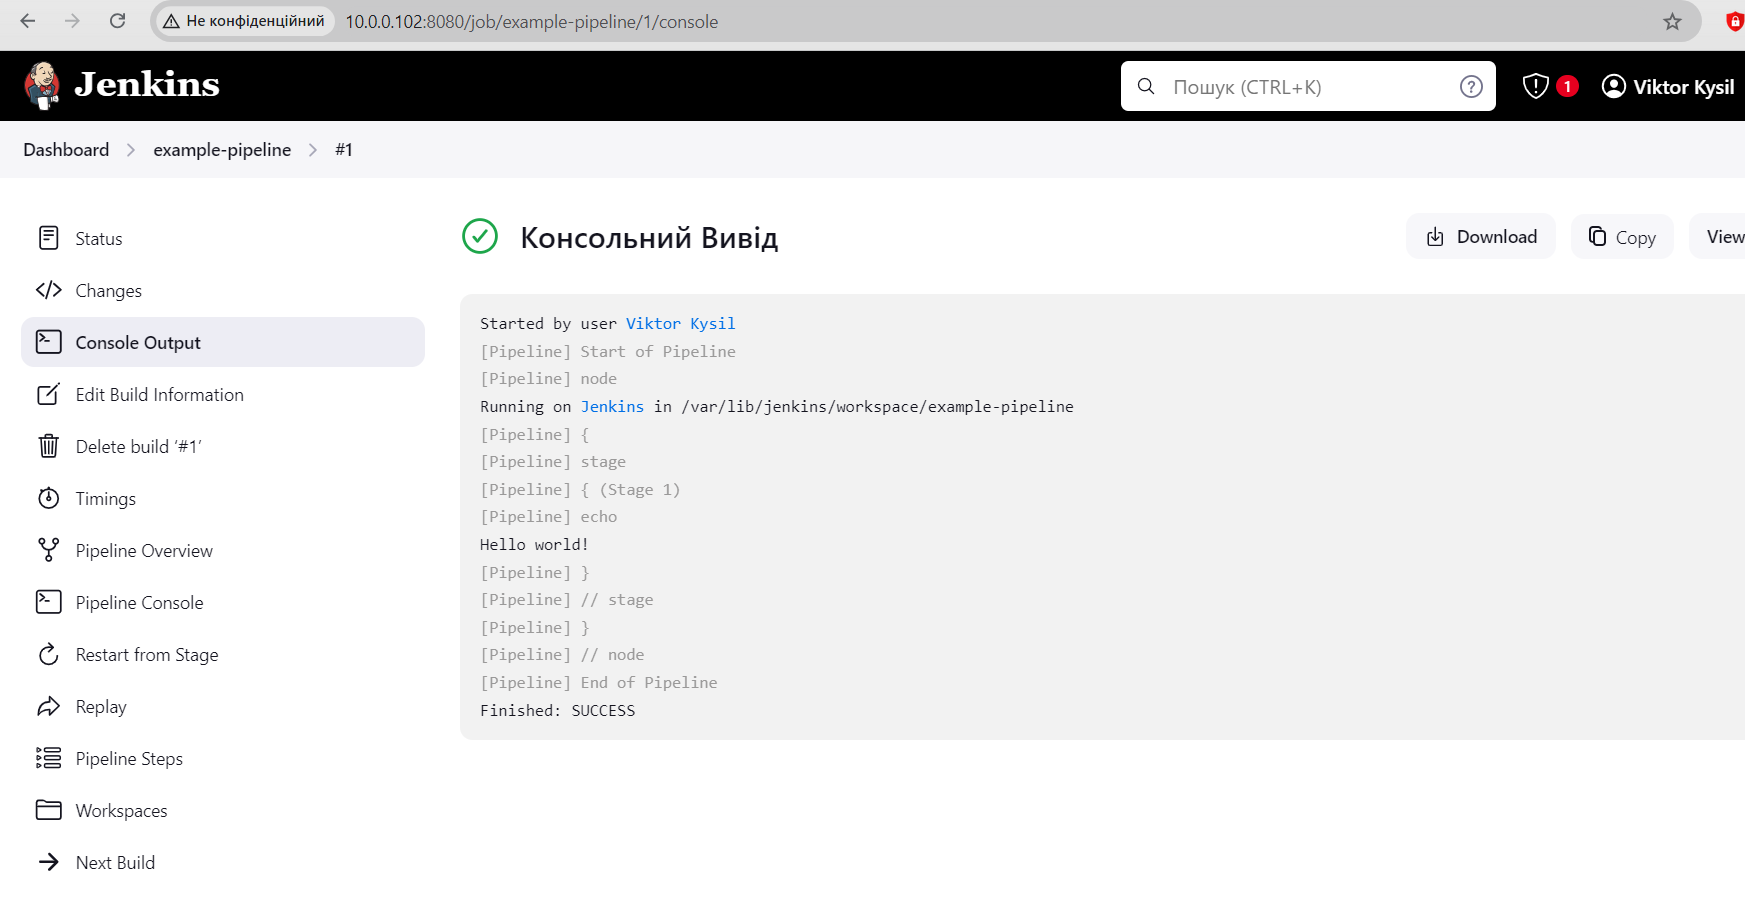 Не конфіденційний 10.0.0.102:8080/job/example-pipeline/1/console
Jenkins
Пошук (CTRL+K) ?
1
Viktor Kysil
Dashboard example-pipeline #1
Status
Changes
Console Output
Edit Build Information
Delete build ‘#1’
Timings
Pipeline Overview
Pipeline Console
Restart from Stage
Replay
Pipeline Steps
Workspaces
Next Build
Консольний Вивід
Download
Copy
View
Started by user Viktor Kysil
[Pipeline] Start of Pipeline
[Pipeline] node
Running on Jenkins in /var/lib/jenkins/workspace/example-pipeline
[Pipeline] {
[Pipeline] stage
[Pipeline] { (Stage 1)
[Pipeline] echo
Hello world!
[Pipeline] }
[Pipeline] // stage
[Pipeline] }
[Pipeline] // node
[Pipeline] End of Pipeline
Finished: SUCCESS